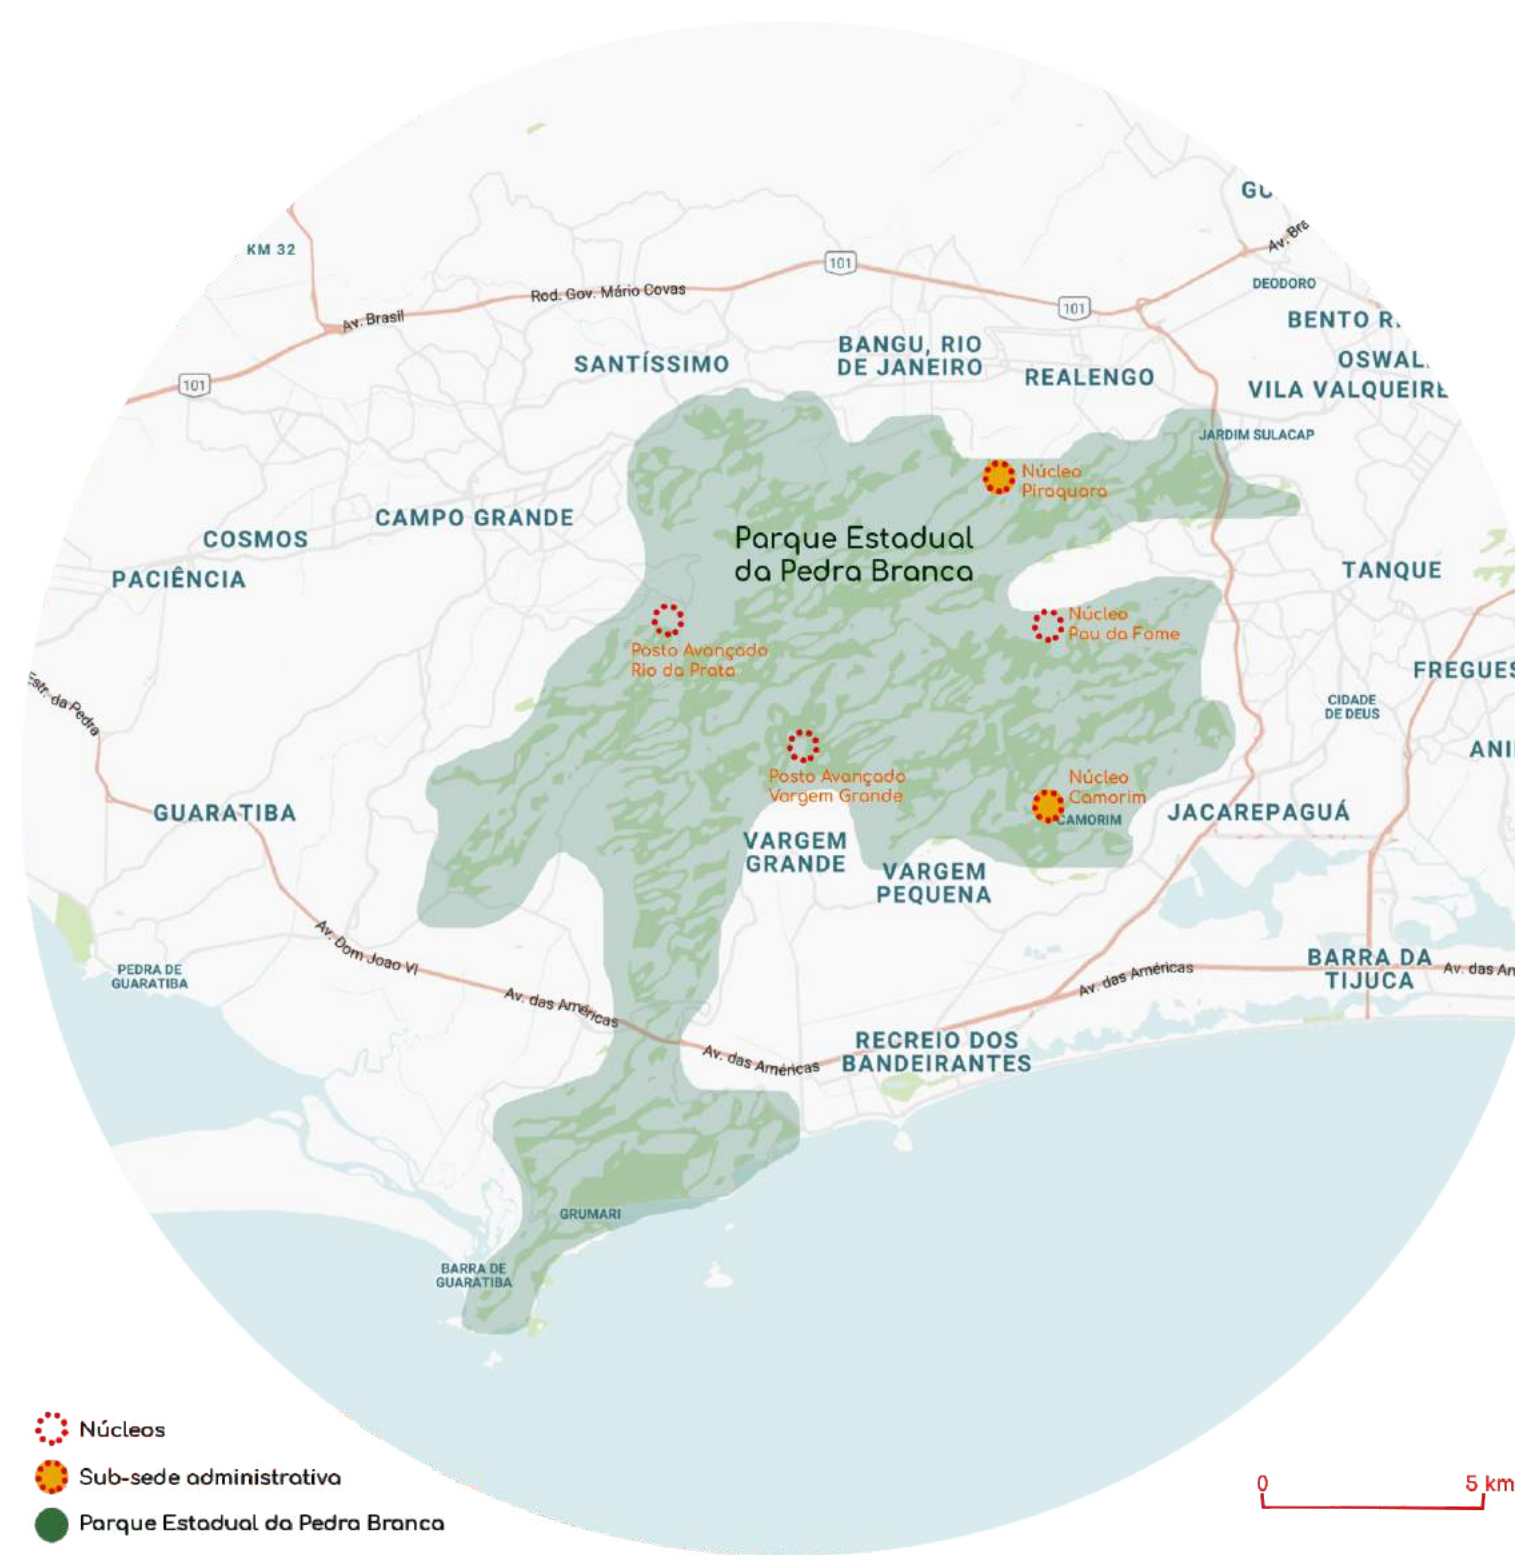 GU
Av. Bra
KM 32
101
DEODORO
Rod. Gov. Mário Covas
101
Av. Brasil
BENTO R
BANGU, RIO
DE JANEIRO
SANTÍSSIMO
OSWAL
REALENGO
101
VILA VALQUEIRE
JARDIM SULACAP
Núcleo
Piraquara
CAMPO GRANDE
COSMOS
Parque Estadual
da Pedra Branca
PACIÊNCIA
TANQUE
Núcleo
Pau da Fome
Posto Avançado
Rio da Prata
FREGUES
Estr. da Pedra
CIDADE
DE DEUS
ANI
Posto Avançado
Vargem Grande
Núcleo
Camorim
CAMORIM
GUARATIBA
JACAREPAGUÁ
VARGEM
GRANDE
VARGEM
PEQUENA
Av. Dom Joao VI
PEDRA DE
GUARATIBA
BARRA DA
TIJUCA
Av. das Américas
Av. das Am
Av. das Américas
Av. das Américas
RECREIO DOS
BANDEIRANTES
GRUMARI
BARRA DE
GUARATIBA
Núcleos
Sub-sede administrativa
Parque Estadual da Pedra Branca
0 5 km